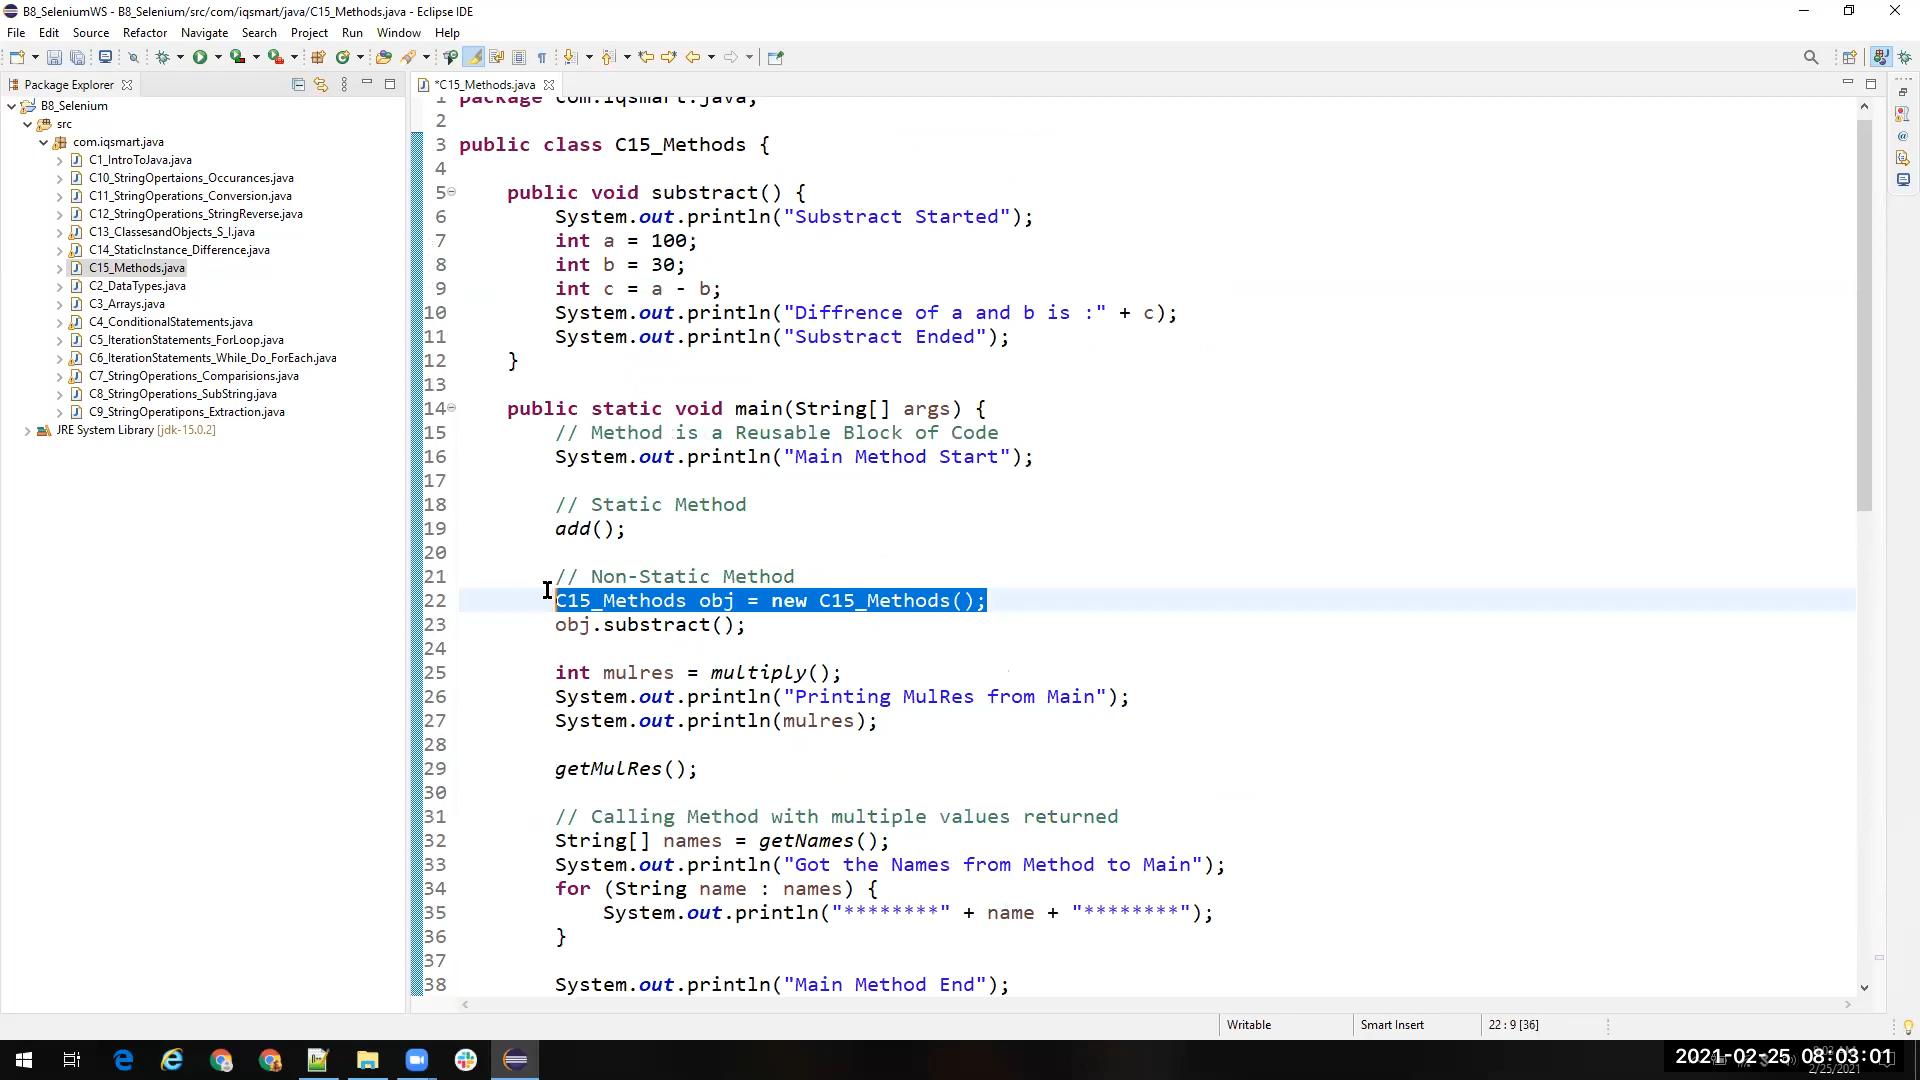 B8_SeleniumWS - B8_Selenium/src/com/iqsmart/java/C15_Methods.java - Eclipse IDE
File Edit Source Refactor Navigate Search Project Run Window Help
Package Explorer
B8_Selenium
src
com.iqsmart.java
C1_IntroToJava.java
C10_StringOpertaions_Occurances.java
C11_StringOperations_Conversion.java
C12_StringOperations_StringReverse.java
C13_ClassesandObjects_S_I.java
C14_StaticInstance_Difference.java
C15_Methods.java
C2_DataTypes.java
C3_Arrays.java
C4_ConditionalStatements.java
C5_IterationStatements_ForLoop.java
C6_IterationStatements_While_Do_ForEach.java
C7_StringOperations_Comparisions.java
C8_StringOperations_SubString.java
C9_StringOperatipons_Extraction.java
JRE System Library [jdk-15.0.2]
*C15_Methods.java
1 package com.iqsmart.java;
2
3 public class C15_Methods {
4
5 public void substract() {
6 System.out.println("Substract Started");
7 int a = 100;
8 int b = 30;
9 int c = a - b;
10 System.out.println("Diffrence of a and b is :" + c);
11 System.out.println("Substract Ended");
12 }
13
14 public static void main(String[] args) {
15 // Method is a Reusable Block of Code
16 System.out.println("Main Method Start");
17
18 // Static Method
19 add();
20
21 // Non-Static Method
22 C15_Methods obj = new C15_Methods();
23 obj.substract();
24
25 int mulres = multiply();
26 System.out.println("Printing MulRes from Main");
27 System.out.println(mulres);
28
29 getMulRes();
30
31 // Calling Method with multiple values returned
32 String[] names = getNames();
33 System.out.println("Got the Names from Method to Main");
34 for (String name : names) {
35 System.out.println("********" + name + "********");
36 }
37
38 System.out.println("Main Method End");
Writable Smart Insert 22 : 9 [36]
2021-02-25 08:03:01
2/25/2021